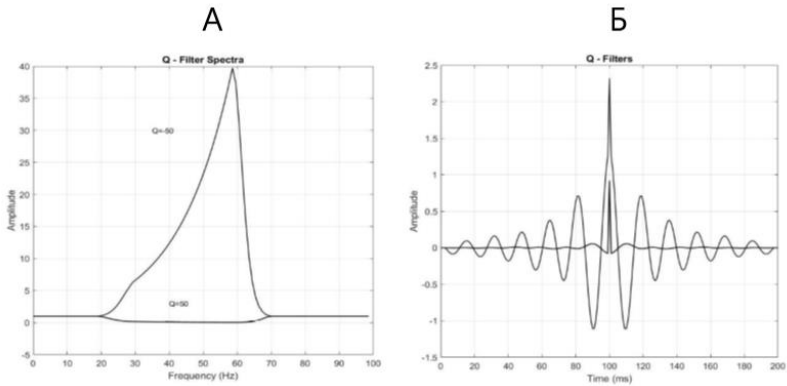 А Б
Q - Filter Spectra
40
35
30
25
20
15
10
5
0
-5
Amplitude
Q=-50
Q=50
0 10 20 30 40 50 60 70 80 90 100
Frequency (Hz)
Q - Filters
2.5
2
1.5
1
0.5
0
-0.5
-1
-1.5
Amplitude
0 20 40 60 80 100 120 140 160 180 200
Time (ms)